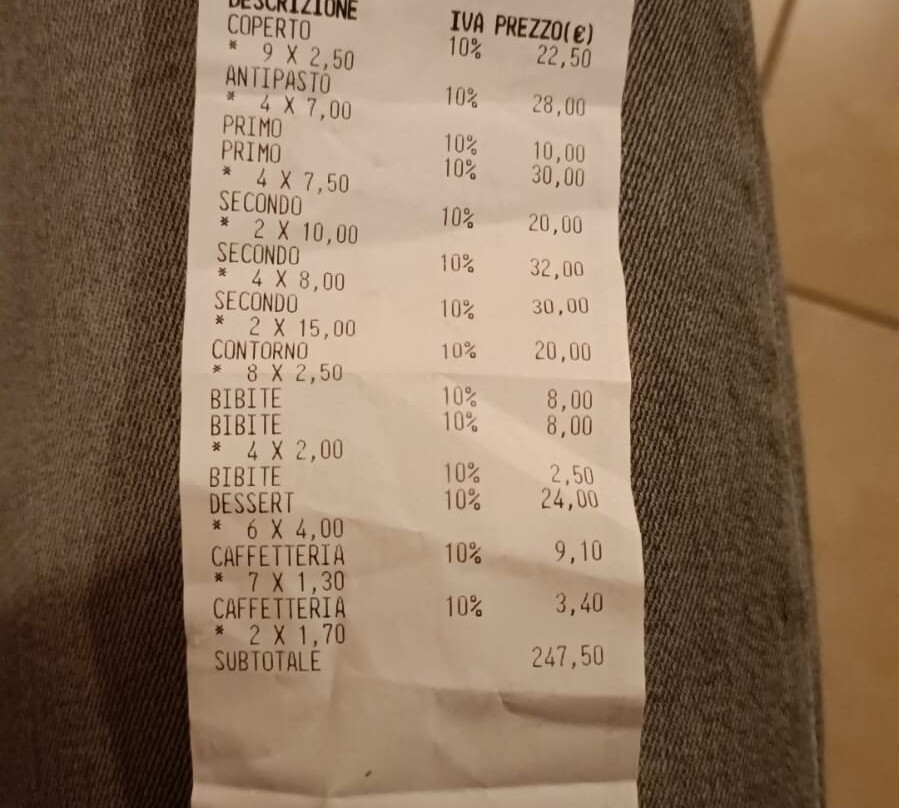 DESCRIZIONE IVA PREZZO(€)
COPERTO 10% 22,50
* 9 X 2,50
ANTIPASTO 10% 28,00
* 4 X 7,00
PRIMO 10% 10,00
PRIMO 10% 30,00
* 4 X 7,50
SECONDO 10% 20,00
* 2 X 10,00
SECONDO 10% 32,00
* 4 X 8,00
SECONDO 10% 30,00
* 2 X 15,00
CONTORNO 10% 20,00
* 8 X 2,50
BIBITE 10% 8,00
BIBITE 10% 8,00
* 4 X 2,00
BIBITE 10% 2,50
DESSERT 10% 24,00
* 6 X 4,00
CAFFETTERIA 10% 9,10
* 7 X 1,30
CAFFETTERIA 10% 3,40
* 2 X 1,70
SUBTOTALE 247,50